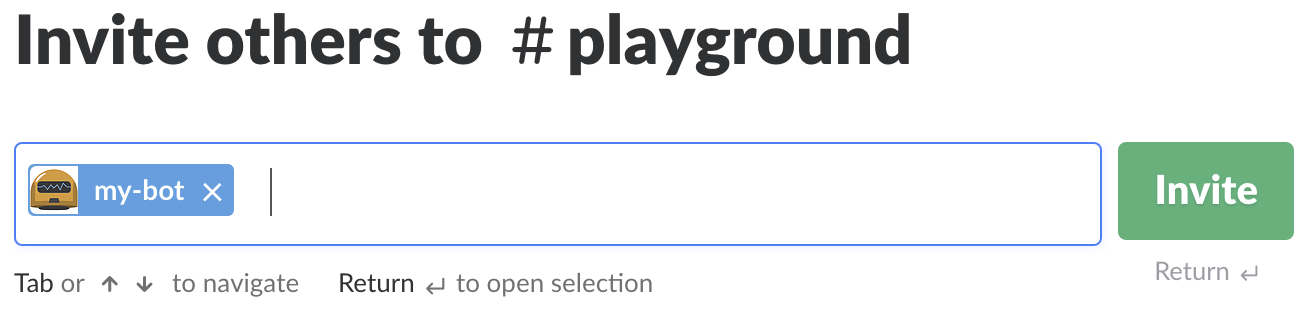 Invite others to # playground
my-bot ×
Invite
Tab or ↑ ↓ to navigate Return ↵ to open selection
Return ↵